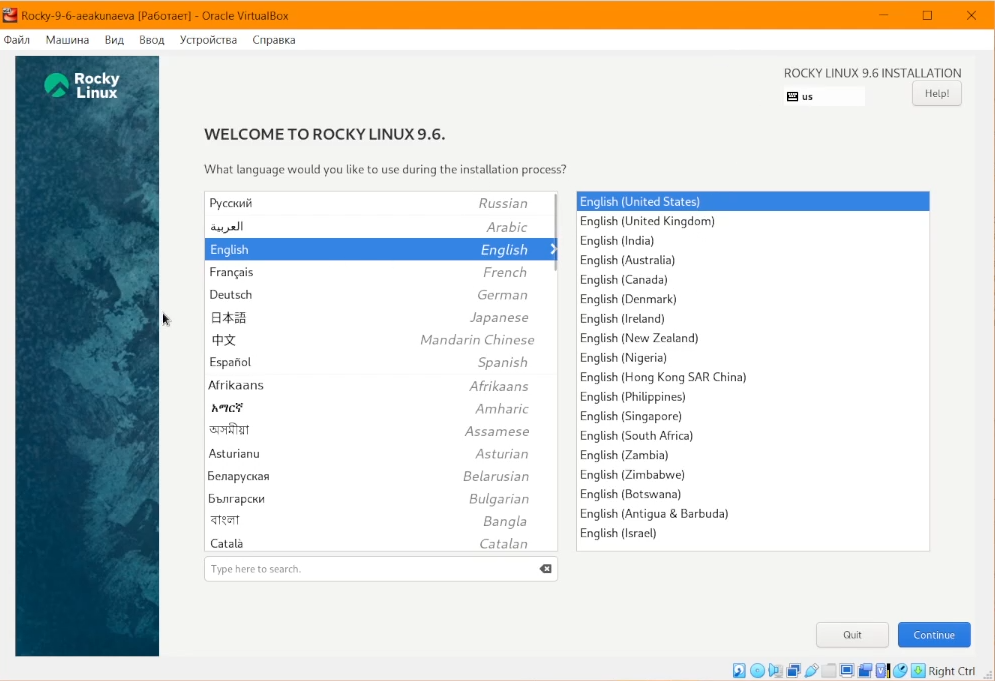 Rocky-9-6-aeakunaeva [Работает] - Oracle VirtualBox
Файл Машина Вид Ввод Устройства Справка
Rocky
Linux
ROCKY LINUX 9.6 INSTALLATION
us
Help!
WELCOME TO ROCKY LINUX 9.6.
What language would you like to use during the installation process?
Русский Russian
العربية Arabic
English English
Français French
Deutsch German
日本語 Japanese
中文 Mandarin Chinese
Español Spanish
Afrikaans Afrikaans
አማርኛ Amharic
অসমীয়া Assamese
Asturianu Asturian
Беларуская Belarusian
Български Bulgarian
বাংলা Bangla
Català Catalan
Type here to search.
English (United States)
English (United Kingdom)
English (India)
English (Australia)
English (Canada)
English (Denmark)
English (Ireland)
English (New Zealand)
English (Nigeria)
English (Hong Kong SAR China)
English (Philippines)
English (Singapore)
English (South Africa)
English (Zambia)
English (Zimbabwe)
English (Botswana)
English (Antigua & Barbuda)
English (Israel)
Quit
Continue
Right Ctrl